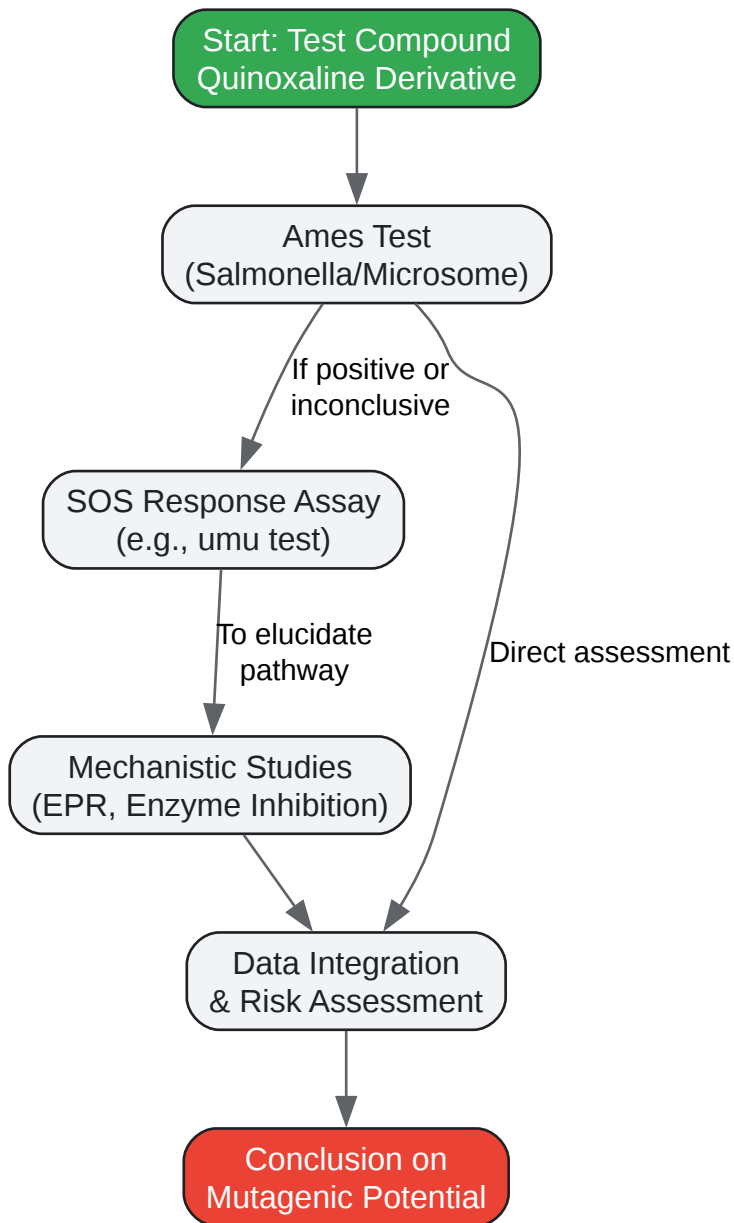 Start: Test Compound
Quinoxaline Derivative
Ames Test
(Salmonella/Microsome)
If positive or
inconclusive
SOS Response Assay
(e.g., umu test)
To elucidate
pathway
Direct assessment
Mechanistic Studies
(EPR, Enzyme Inhibition)
Data Integration
& Risk Assessment
Conclusion on
Mutagenic Potential